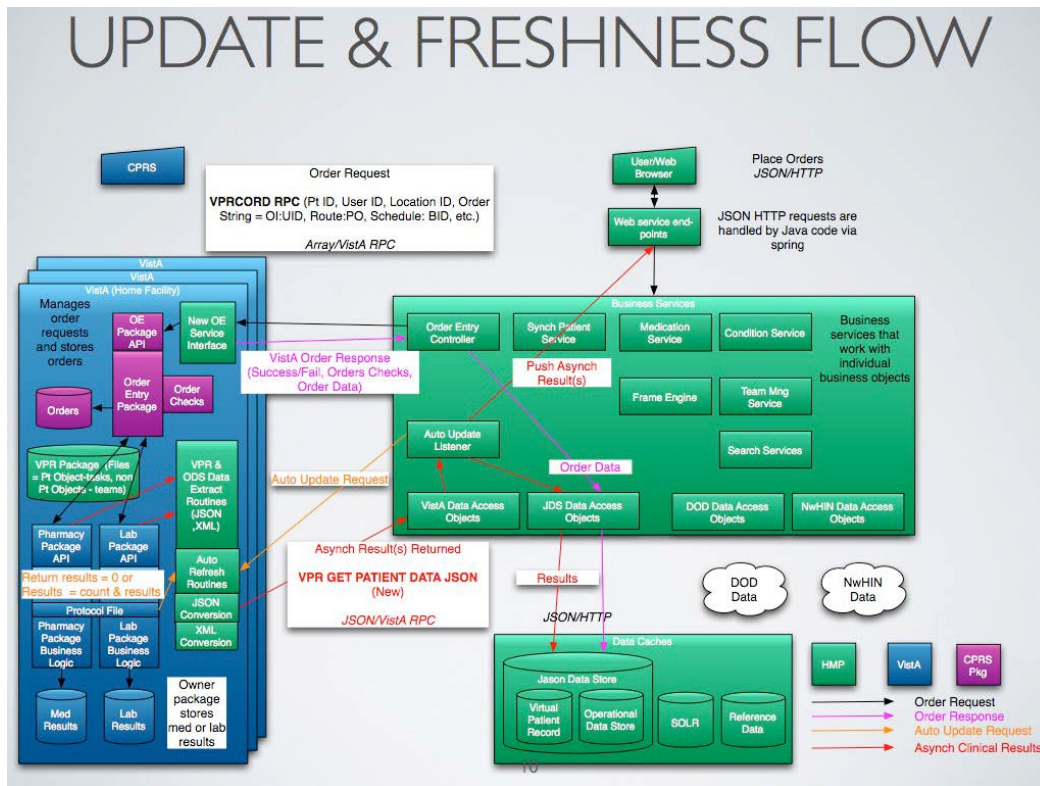 UPDATE & FRESHNESS FLOW
CPRS
Order Request
VPRCORD RPC (Pt ID, User ID, Location ID, Order
String = OI:UID, Route:PO, Schedule: BID, etc.)
Array/VistA RPC
User/Web
Browser
Place Orders
JSON/HTTP
Web service end-
points
JSON HTTP requests are
handled by Java code via
spring
VistA
VistA
VistA (Home Facility)
Manages
order
requests
and stores
orders
OE
Package
API
New OE
Service
Interface
Order
Entry
Package
Order
Checks
Orders
VPR Package (Files
= Pt Object-tasks, non
Pt Objects - teams)
VPR &
ODS Data
Extract
Routines
(JSON
,XML)
Pharmacy
Package
API
Lab
Package
API
Auto
Refresh
Routines
Return results = 0 or
Results = count & results
Protocol File
JSON
Conversion
XML
Conversion
Pharmacy
Package
Business
Logic
Lab
Package
Business
Logic
Med
Results
Lab
Results
Owner
package
stores
med or lab
results
VistA Order Response
(Success/Fail, Orders Checks,
Order Data)
Auto Update Request
Asynch Result(s) Returned
VPR GET PATIENT DATA JSON
(New)
JSON/VistA RPC
Business Services
Order Entry
Controller
Synch Patient
Service
Medication
Service
Condition Service
Business
services that
work with
individual
business objects
Push Asynch
Result(s)
Frame Engine
Team Mng
Service
Auto Update
Listener
Search Services
Order Data
VistA Data Access
Objects
JDS Data Access
Objects
DOD Data Access
Objects
NwHIN Data Access
Objects
Results
JSON/HTTP
DOD
Data
NwHIN
Data
Data Caches
Jason Data Store
Virtual
Patient
Record
Operational
Data Store
SOLR
Reference
Data
HMP
VistA
CPRS
Pkg
Order Request
Order Response
Auto Update Request
Asynch Clinical Results
10